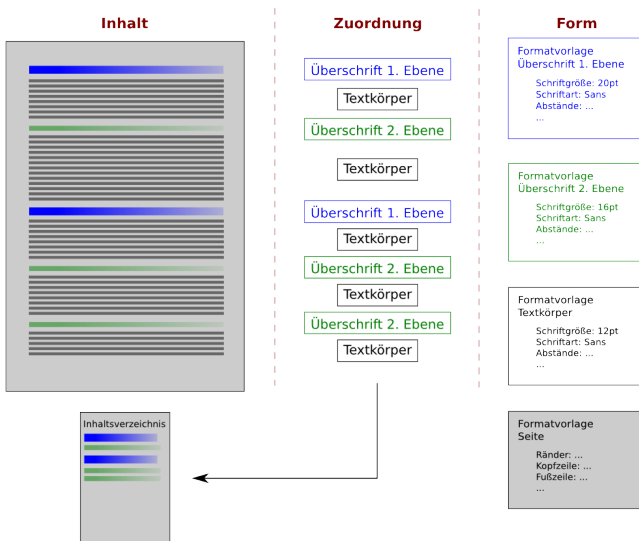 Inhalt
Zuordnung
Form
Überschrift 1. Ebene
Textkörper
Überschrift 2. Ebene
Textkörper
Überschrift 1. Ebene
Textkörper
Überschrift 2. Ebene
Textkörper
Überschrift 2. Ebene
Textkörper
Formatvorlage
Überschrift 1. Ebene
Schriftgröße: 20pt
Schriftart: Sans
Abstände: ...
...
Formatvorlage
Überschrift 2. Ebene
Schriftgröße: 16pt
Schriftart: Sans
Abstände: ...
...
Formatvorlage
Textkörper
Schriftgröße: 12pt
Schriftart: Sans
Abstände: ...
...
Formatvorlage
Seite
Ränder: ...
Kopfzeile: ...
Fußzeile: ...
...
Inhaltsverzeichnis